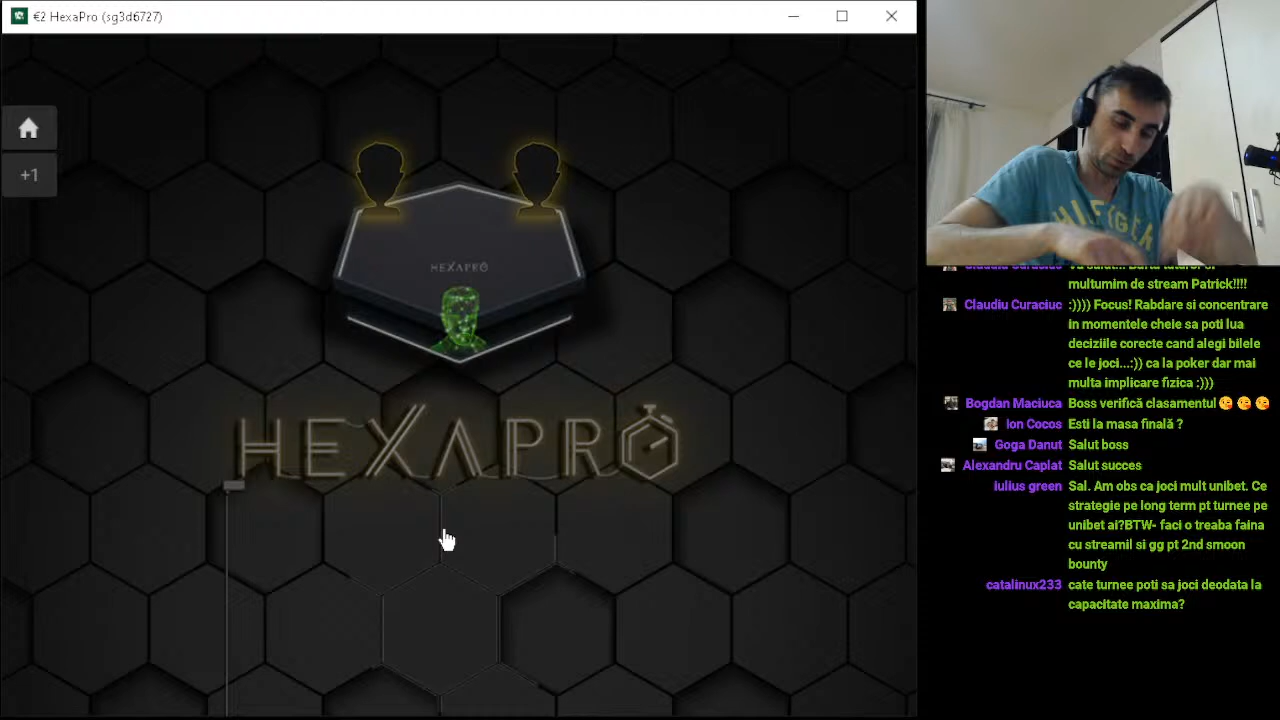 €2 HexaPro (sg3d6727)
+1
HEXAPRO
HEXAPRO
HILFIGER
multumim de stream Patrick!!!!
Claudiu Curaciuc :)))) Focus! Rabdare si concentrare
in momentele cheie sa poti lua
deciziile corecte cand alegi bilele
ce le joci...:)) ca la poker dar mai
multa implicare fizica :)))
Bogdan Maciuca Boss verifică clasamentul😘😘😘
Ion Cocos Esti la masa finală ?
Goga Danut Salut boss
Alexandru Caplat Salut succes
iulius green Sal. Am obs ca joci mult unibet. Ce
strategie pe long term pt turnee pe
unibet ai?BTW- faci o treaba faina
cu streamil si gg pt 2nd smoon
bounty
catalinux233 cate turnee poti sa joci deodata la
capacitate maxima?